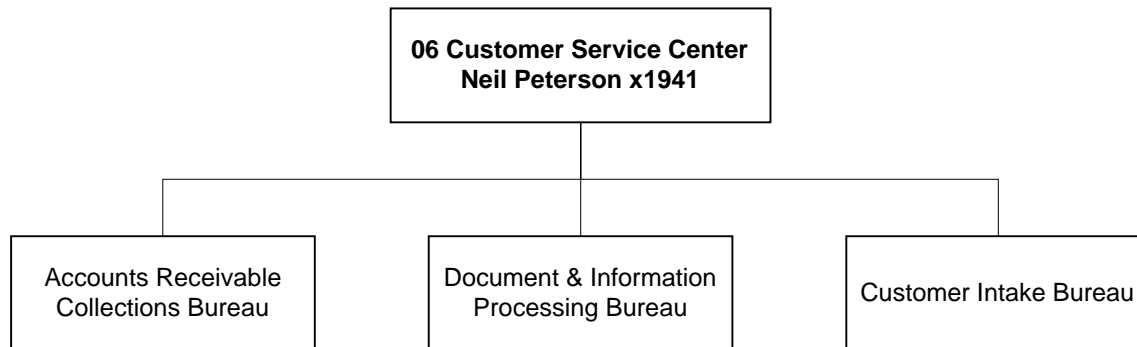 06 Customer Service Center
Neil Peterson x1941
Accounts Receivable
Collections Bureau
Document & Information
Processing Bureau
Customer Intake Bureau